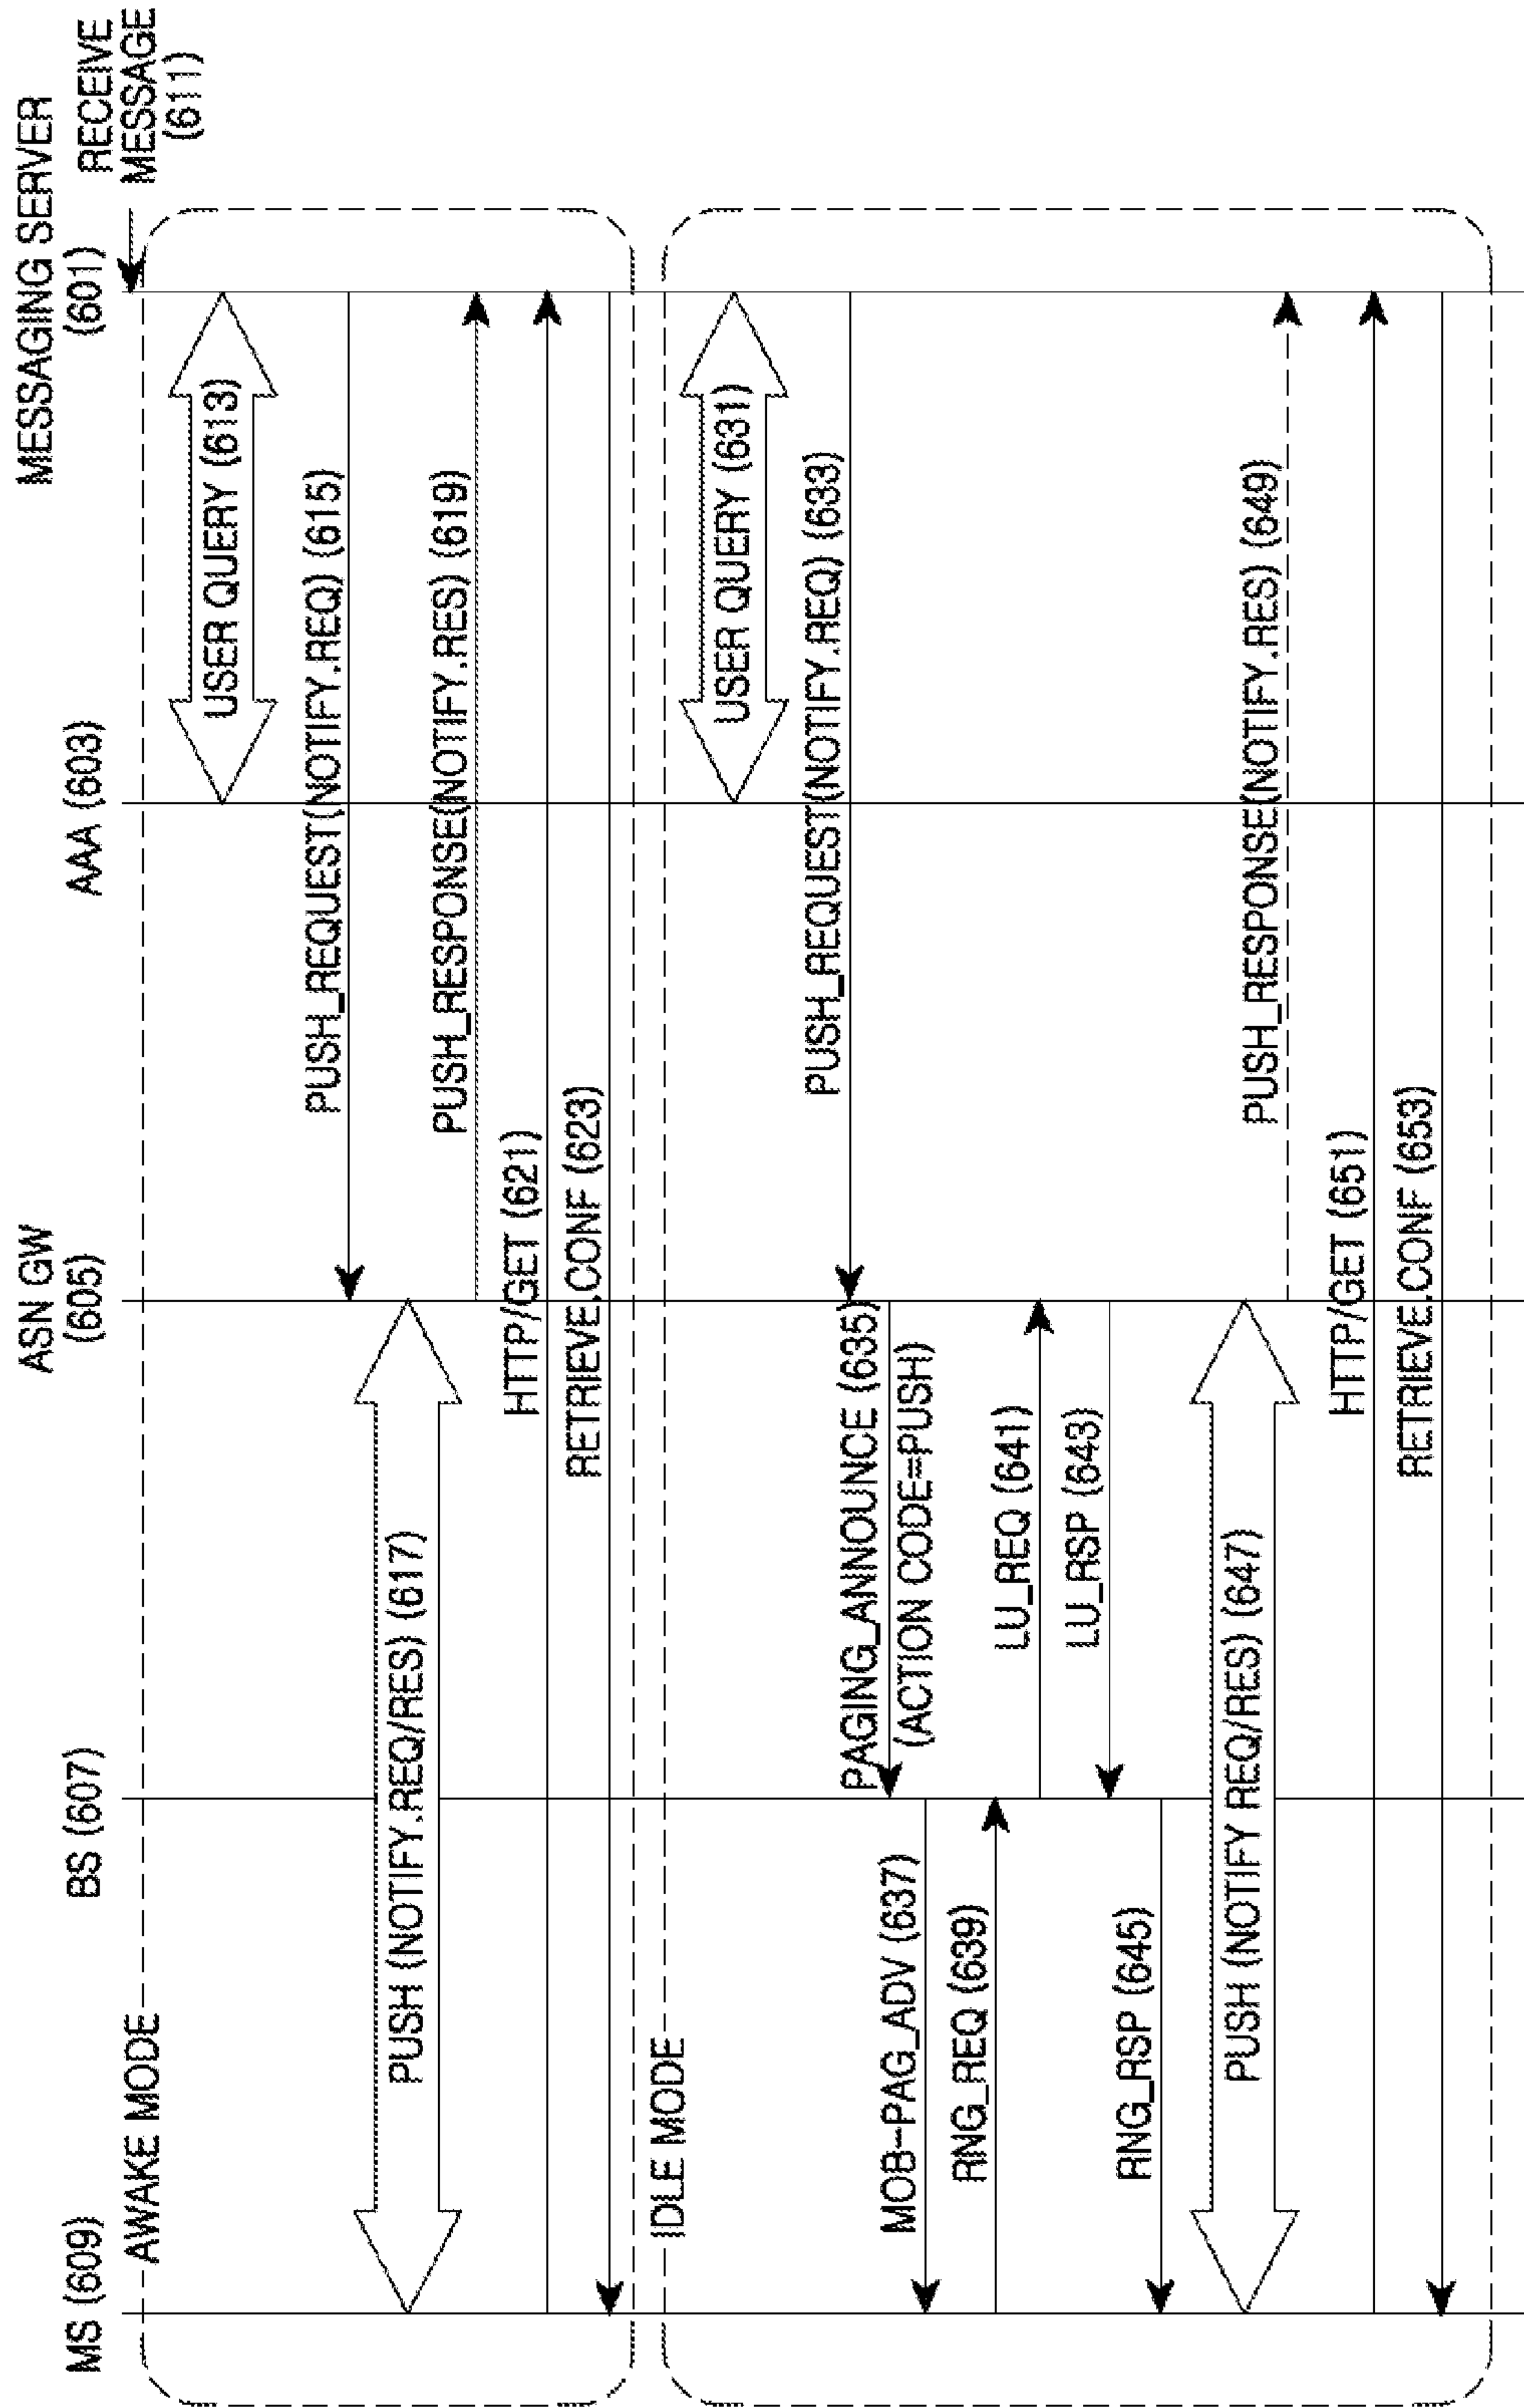 MS (609)
BS (607)
ASN GW
(605)
AAA (603)
MESSAGING SERVER
(601)
RECEIVE
MESSAGE
(611)
AWAKE MODE
USER QUERY (613)
PUSH_REQUEST(NOTIFY.REQ) (615)
PUSH (NOTIFY.REQ/RES) (617)
PUSH_RESPONSE(NOTIFY.RES) (619)
HTTP/GET (621)
RETRIEVE.CONF (623)
IDLE MODE
USER QUERY (631)
PUSH_REQUEST(NOTIFY.REQ) (633)
PAGING_ANNOUNCE (635)
(ACTION CODE=PUSH)
MOB-PAG_ADV (637)
RNG_REQ (639)
LU_REQ (641)
LU_RSP (643)
RNG_RSP (645)
PUSH (NOTIFY REQ/RES) (647)
PUSH_RESPONSE(NOTIFY.RES) (649)
HTTP/GET (651)
RETRIEVE.CONF (653)